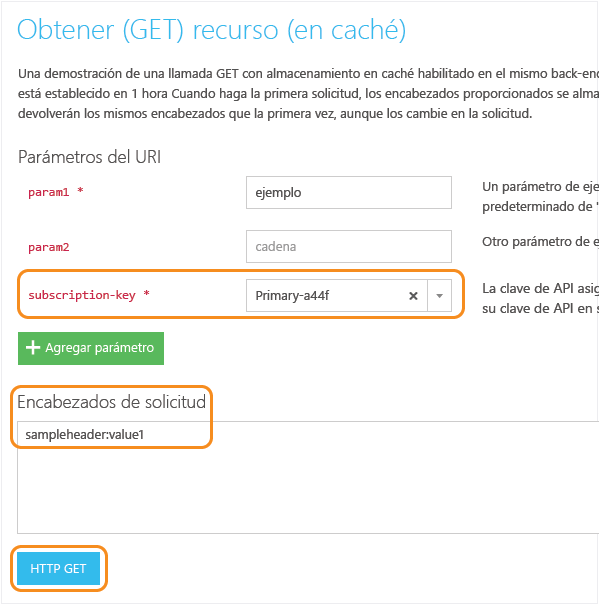 Obtener (GET) recurso (en caché)
Una demostración de una llamada GET con almacenamiento en caché habilitado en el mismo back-en
está establecido en 1 hora Cuando haga la primera solicitud, los encabezados proporcionados se alma
devolverán los mismos encabezados que la primera vez, aunque los cambie en la solicitud.
Parámetros del URI
param1 * ejemplo Un parámetro de eje
predeterminado de "
param2 cadena Otro parámetro de e
subscription-key * Primary-a44f La clave de API asig
su clave de API en s
Agregar parámetro
Encabezados de solicitud
sampleheader:value1
HTTP GET